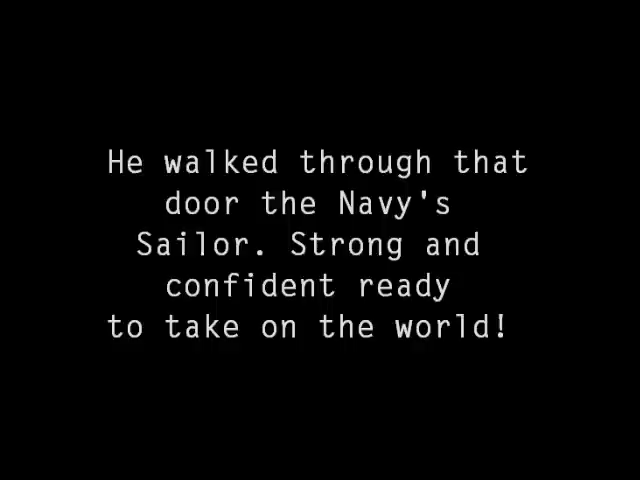 He walked through that
door the Navy's
Sailor. Strong and
confident ready
to take on the world!